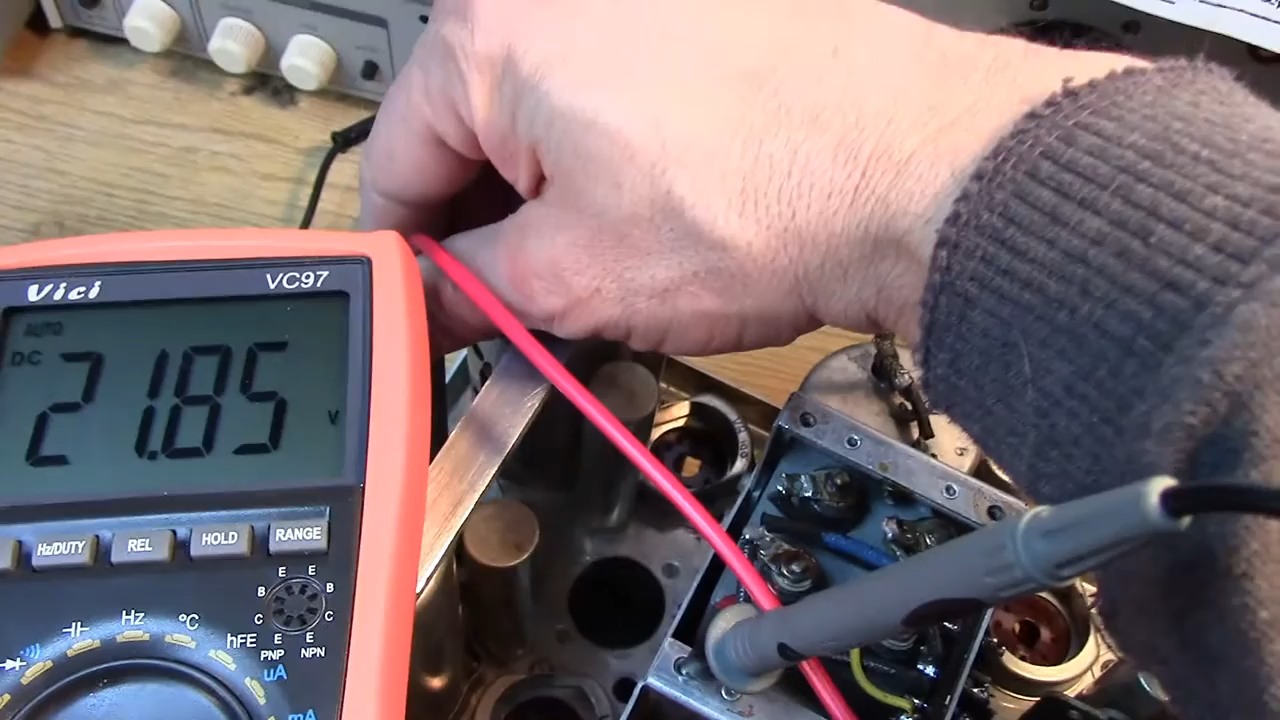 Vici VC97
AUTO
DC 21.85 V
Hz/DUTY REL HOLD RANGE
E E
B B
C C
E E
PNP NPN
Hz °C hFE
uA
mA